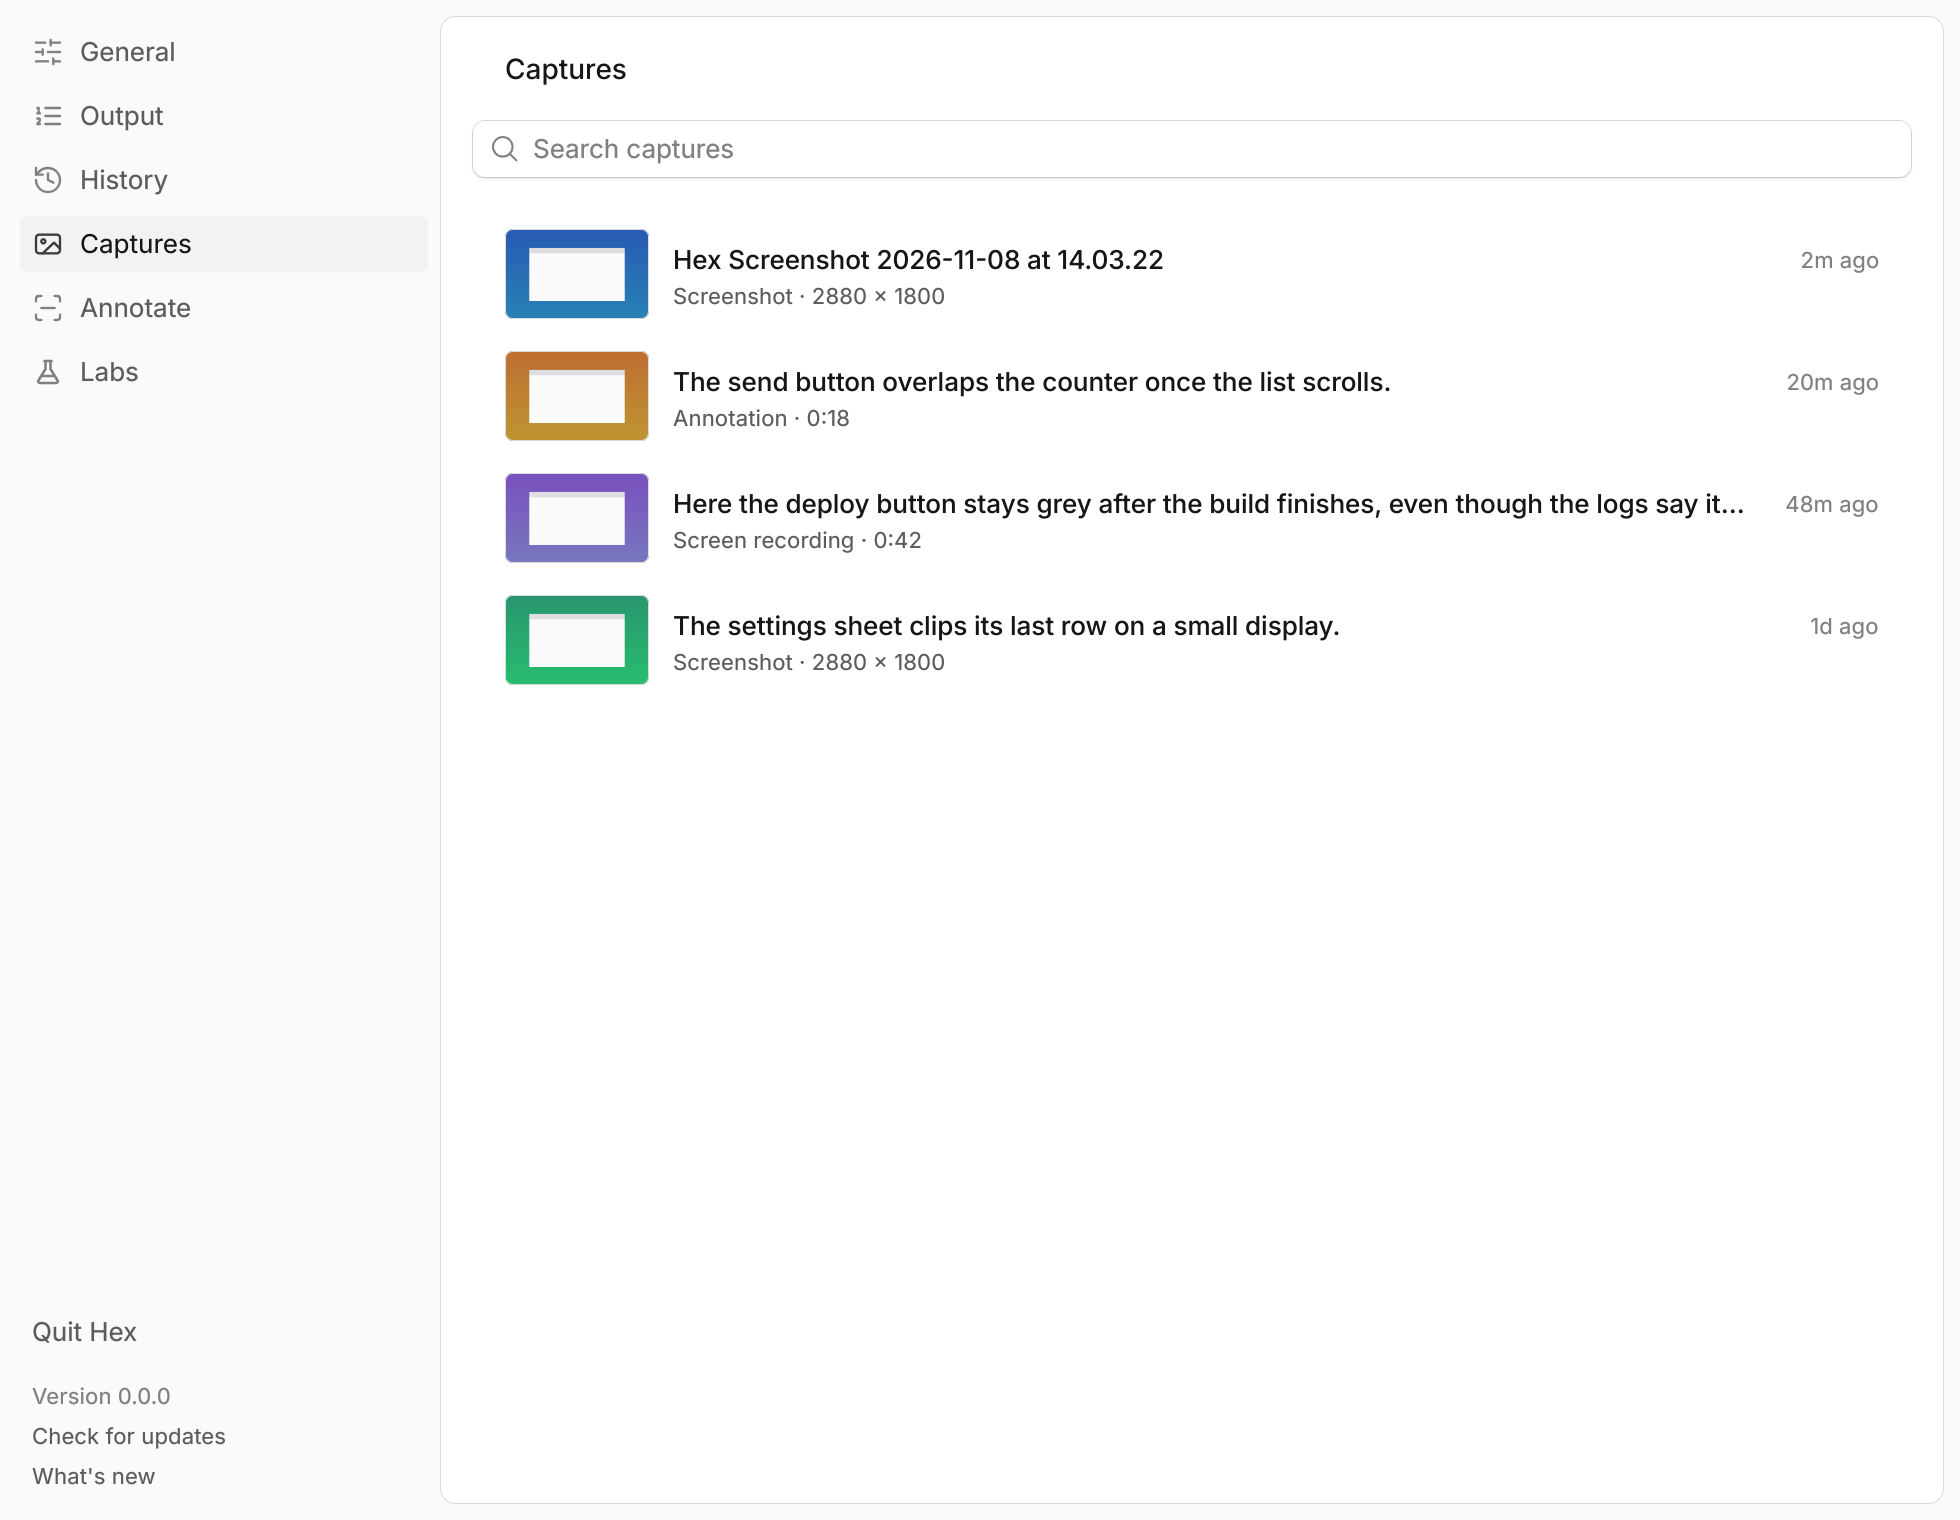 General
Output
History
Captures
Annotate
Labs
Quit Hex
Version 0.0.0
Check for updates
What's new
Captures
Search captures
Hex Screenshot 2026-11-08 at 14.03.22
2m ago
Screenshot · 2880 × 1800
The send button overlaps the counter once the list scrolls.
20m ago
Annotation · 0:18
Here the deploy button stays grey after the build finishes, even though the logs say it...
48m ago
Screen recording · 0:42
The settings sheet clips its last row on a small display.
1d ago
Screenshot · 2880 × 1800